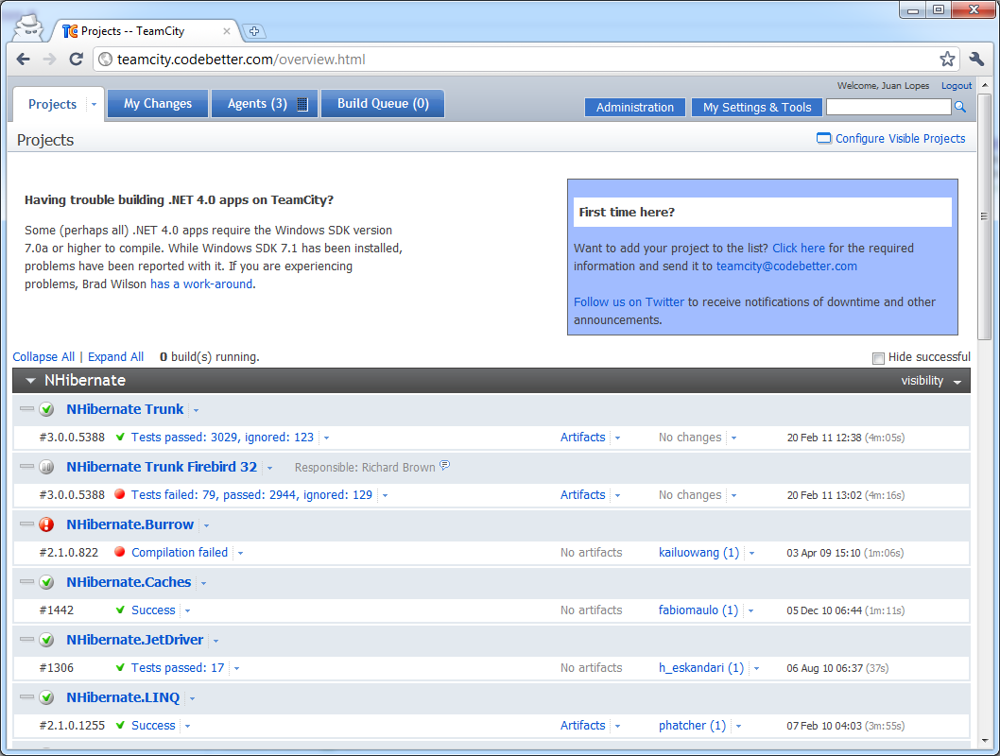 Projects -- TeamCity
teamcity.codebetter.com/overview.html
Welcome, Juan Lopes Logout
Projects My Changes Agents (3) Build Queue (0) Administration My Settings & Tools
Projects Configure Visible Projects
Having trouble building .NET 4.0 apps on TeamCity?
Some (perhaps all) .NET 4.0 apps require the Windows SDK version
7.0a or higher to compile. While Windows SDK 7.1 has been installed,
problems have been reported with it. If you are experiencing
problems, Brad Wilson has a work-around.
First time here?
Want to add your project to the list? Click here for the required
information and send it to teamcity@codebetter.com
Follow us on Twitter to receive notifications of downtime and other
announcements.
Collapse All | Expand All 0 build(s) running. Hide successful
NHibernate visibility
NHibernate Trunk
#3.0.0.5388 Tests passed: 3029, ignored: 123 Artifacts No changes 20 Feb 11 12:38 (4m:05s)
NHibernate Trunk Firebird 32 Responsible: Richard Brown
#3.0.0.5388 Tests failed: 79, passed: 2944, ignored: 129 Artifacts No changes 20 Feb 11 13:02 (4m:16s)
NHibernate.Burrow
#2.1.0.822 Compilation failed No artifacts kailuowang (1) 03 Apr 09 15:10 (1m:06s)
NHibernate.Caches
#1442 Success No artifacts fabiomaulo (1) 05 Dec 10 06:44 (1m:11s)
NHibernate.JetDriver
#1306 Tests passed: 17 No artifacts h_eskandari (1) 06 Aug 10 06:37 (37s)
NHibernate.LINQ
#2.1.0.1255 Success Artifacts phatcher (1) 07 Feb 10 04:03 (3m:55s)